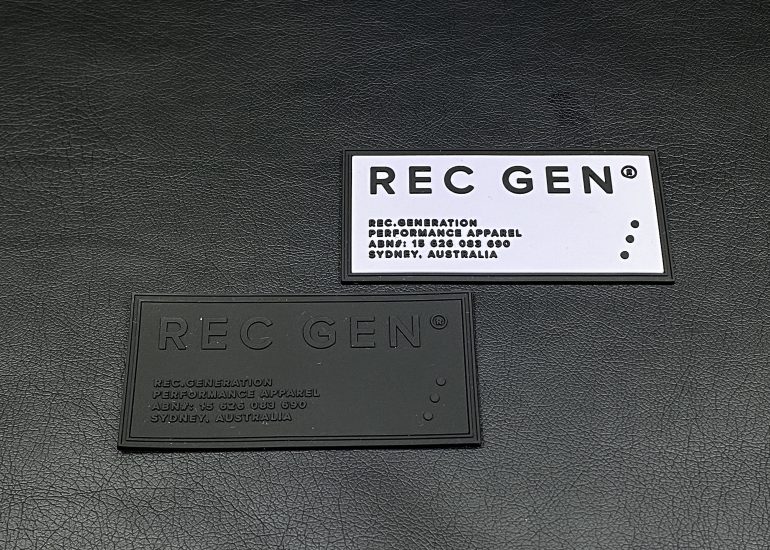 REC GEN®
REC.GENERATION
PERFORMANCE APPAREL
ABN#: 15 626 083 690
SYDNEY, AUSTRALIA
REC GEN®
REC.GENERATION
PERFORMANCE APPAREL
ABN#: 15 626 083 690
SYDNEY, AUSTRALIA